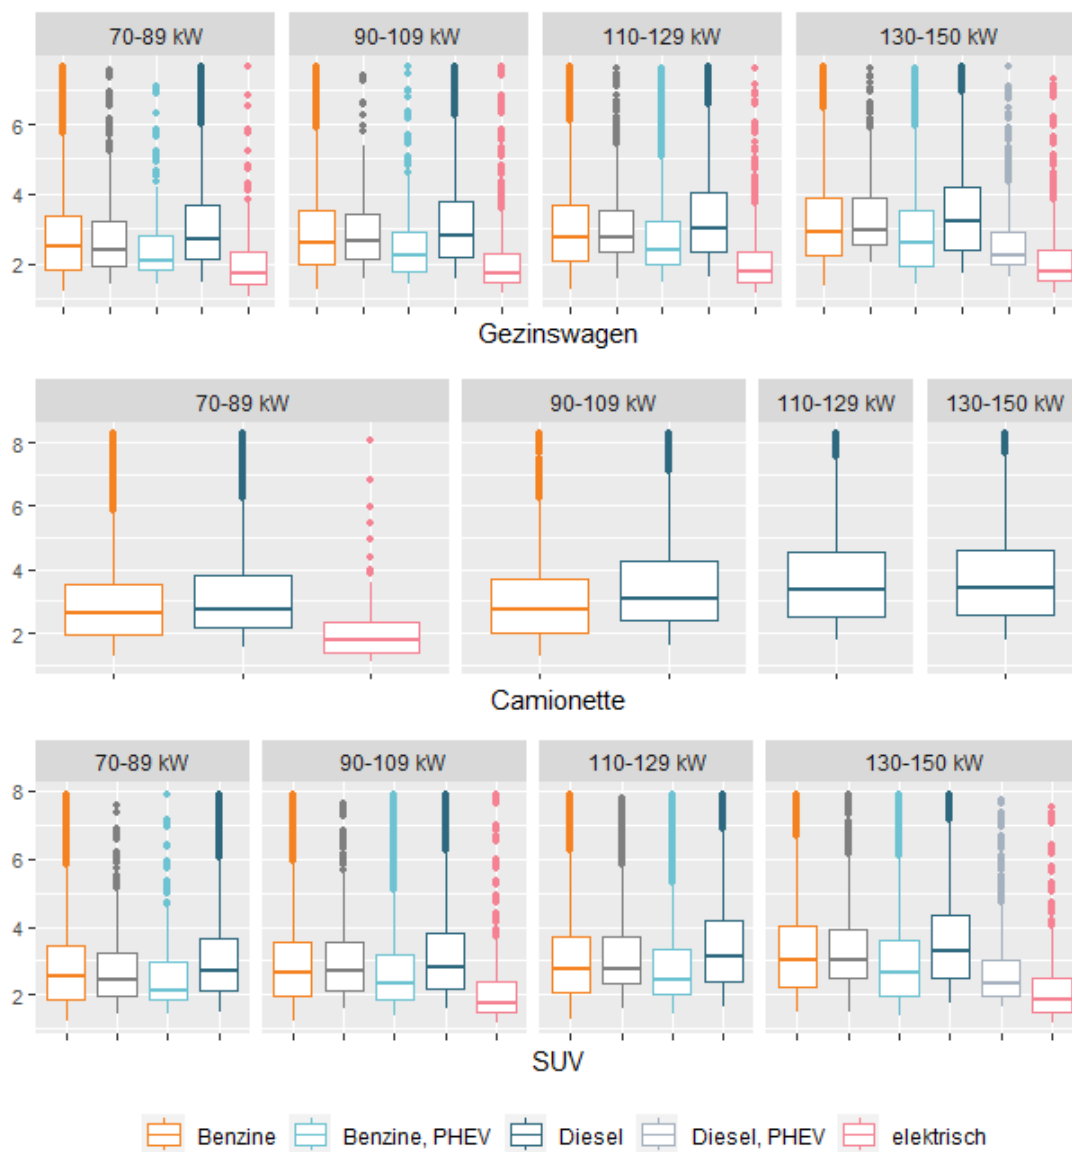 70-89 kW 90-109 kW 110-129 kW 130-150 kW
6
4
2
Gezinswagen
70-89 kW 90-109 kW 110-129 kW 130-150 kW
8
6
4
2
Camionette
70-89 kW 90-109 kW 110-129 kW 130-150 kW
8
6
4
2
SUV
Benzine Benzine, PHEV Diesel Diesel, PHEV elektrisch